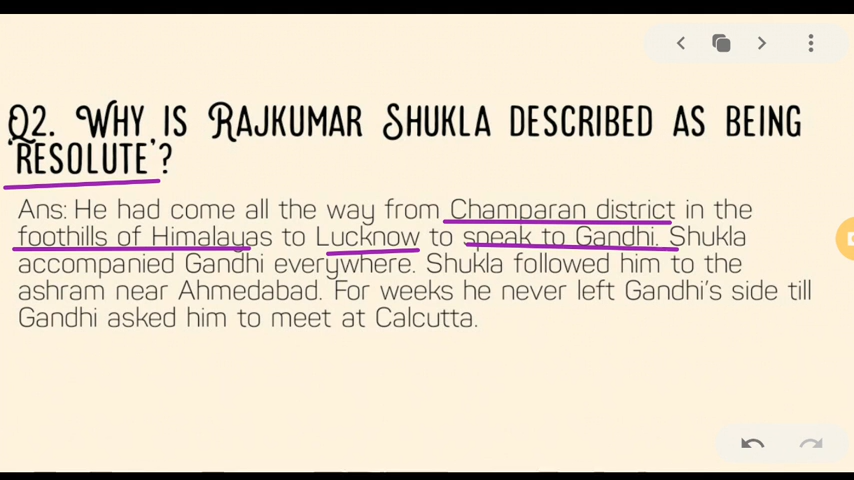 Q2. Why is Rajkumar Shukla described as being
'resolute'?
Ans: He had come all the way from Champaran district in the
foothills of Himalayas to Lucknow to speak to Gandhi. Shukla
accompanied Gandhi everywhere. Shukla followed him to the
ashram near Ahmedabad. For weeks he never left Gandhi's side till
Gandhi asked him to meet at Calcutta.